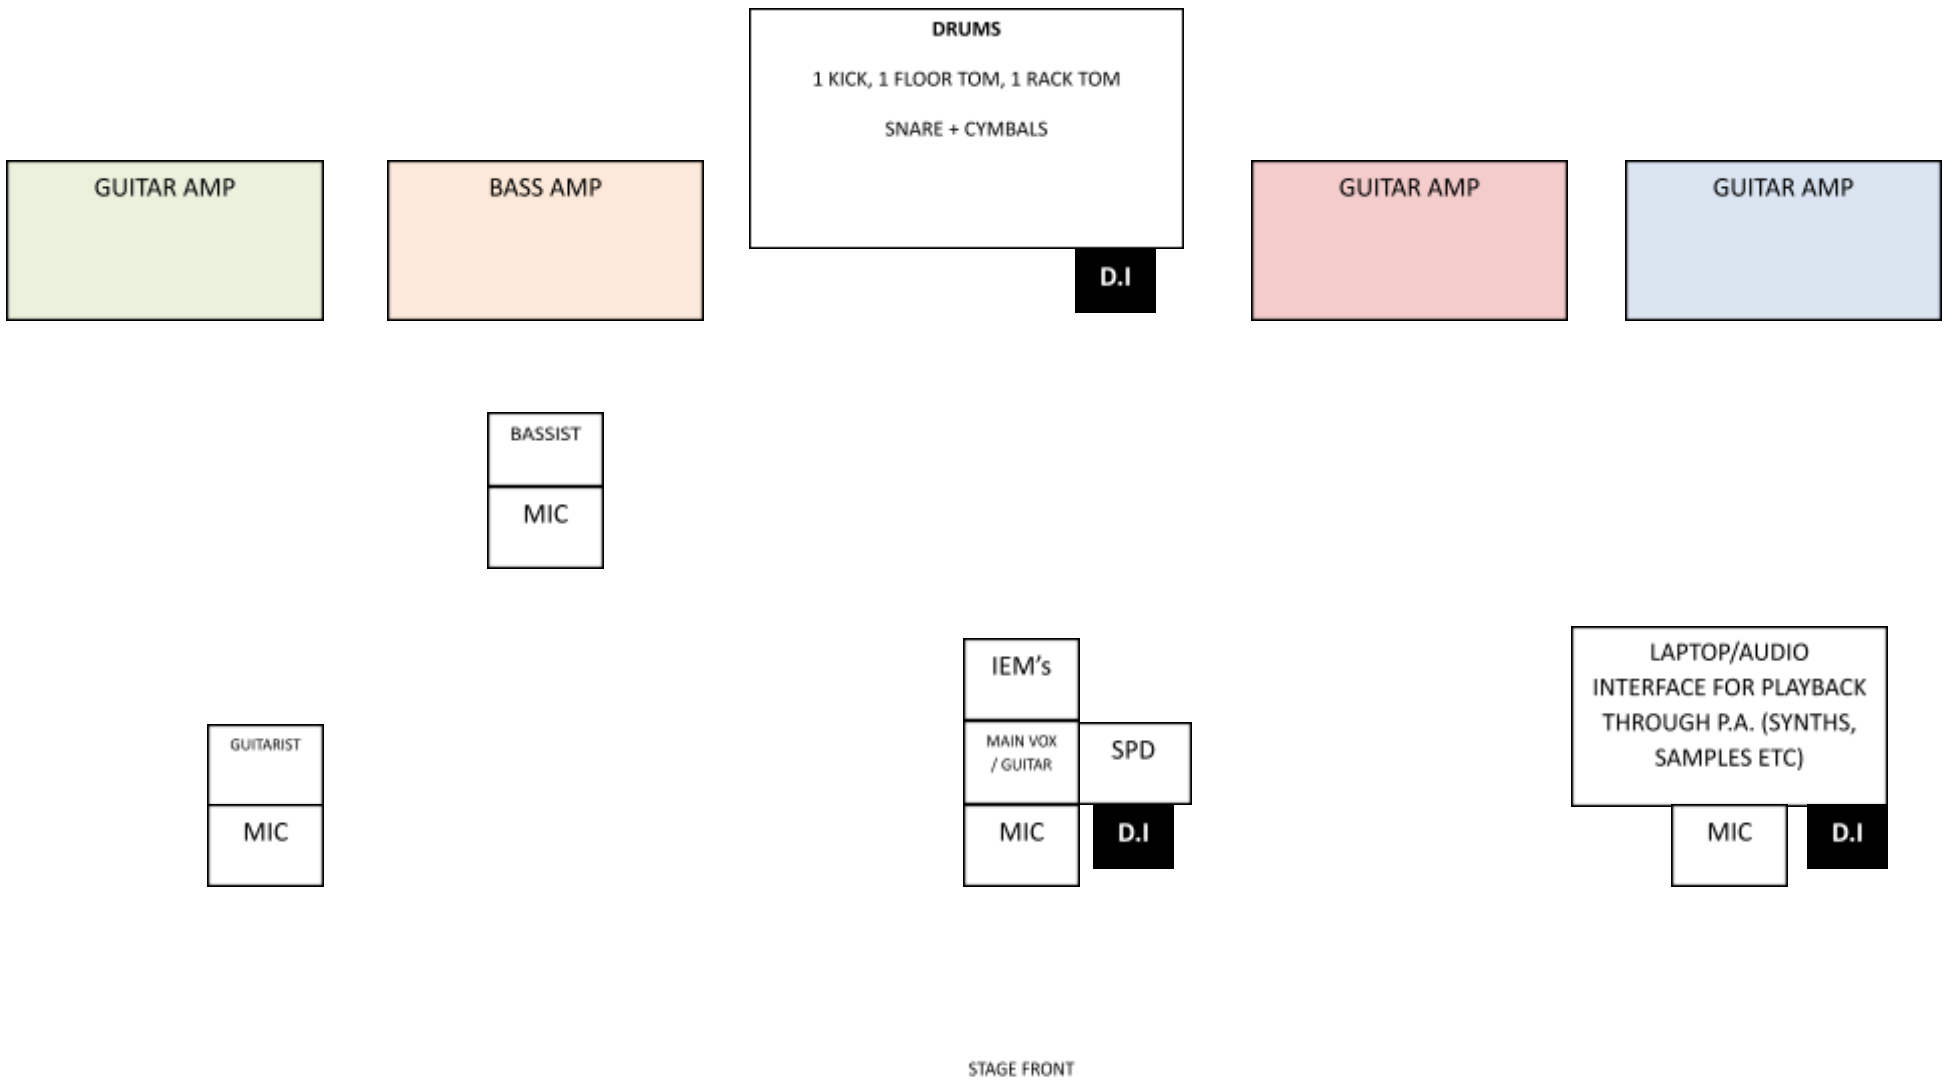 DRUMS
1 KICK, 1 FLOOR TOM, 1 RACK TOM
SNARE + CYMBALS
GUITAR AMP
BASS AMP
GUITAR AMP
GUITAR AMP
D.I
BASSIST
MIC
IEM’s
LAPTOP/AUDIO
INTERFACE FOR PLAYBACK
THROUGH P.A. (SYNTHS,
SAMPLES ETC)
GUITARIST
MAIN VOX
/ GUITAR
SPD
MIC
MIC
D.I
MIC
D.I
STAGE FRONT